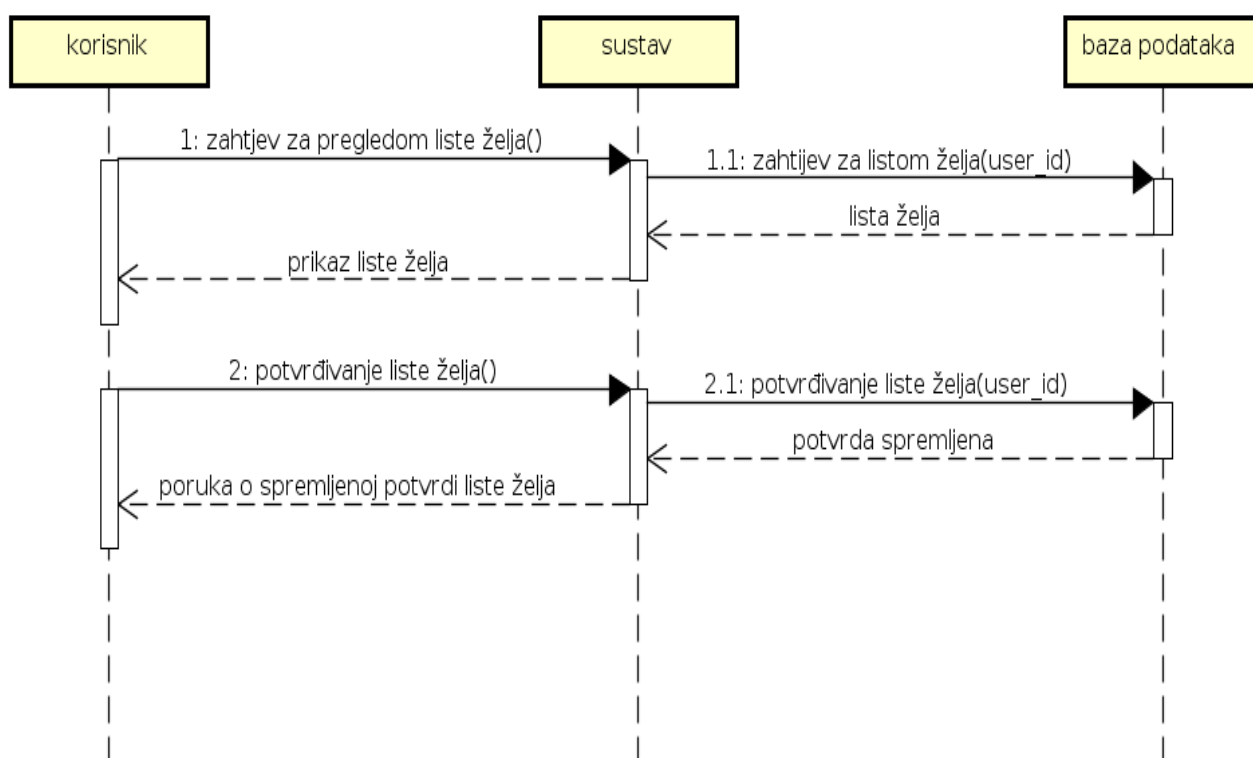 korisnik
sustav
baza podataka
1: zahtjev za pregledom liste želja()
1.1: zahtijev za listom želja(user_id)
lista želja
prikaz liste želja
2: potvrđivanje liste želja()
2.1: potvrđivanje liste želja(user_id)
potvrda spremljena
poruka o spremljenoj potvrdi liste želja